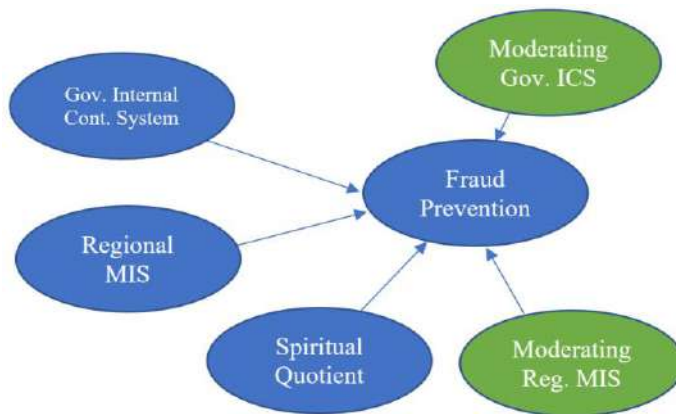 Moderating
Gov. ICS
Gov. Internal
Cont. System
Fraud
Prevention
Regional
MIS
Spiritual
Quotient
Moderating
Reg. MIS